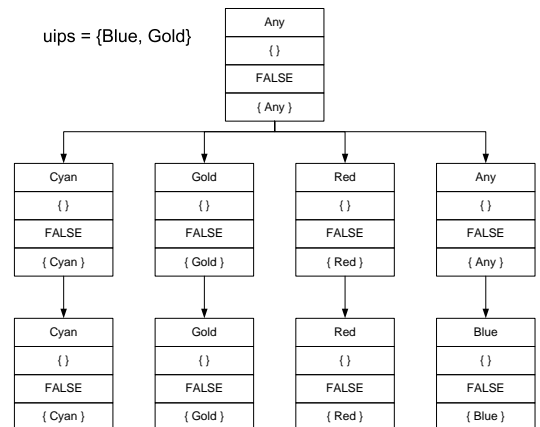 uips = {Blue, Gold}
Any
{ }
FALSE
{ Any }
Cyan
{ }
FALSE
{ Cyan }
Gold
{ }
FALSE
{ Gold }
Red
{ }
FALSE
{ Red }
Any
{ }
FALSE
{ Any }
Cyan
{ }
FALSE
{ Cyan }
Gold
{ }
FALSE
{ Gold }
Red
{ }
FALSE
{ Red }
Blue
{ }
FALSE
{ Blue }